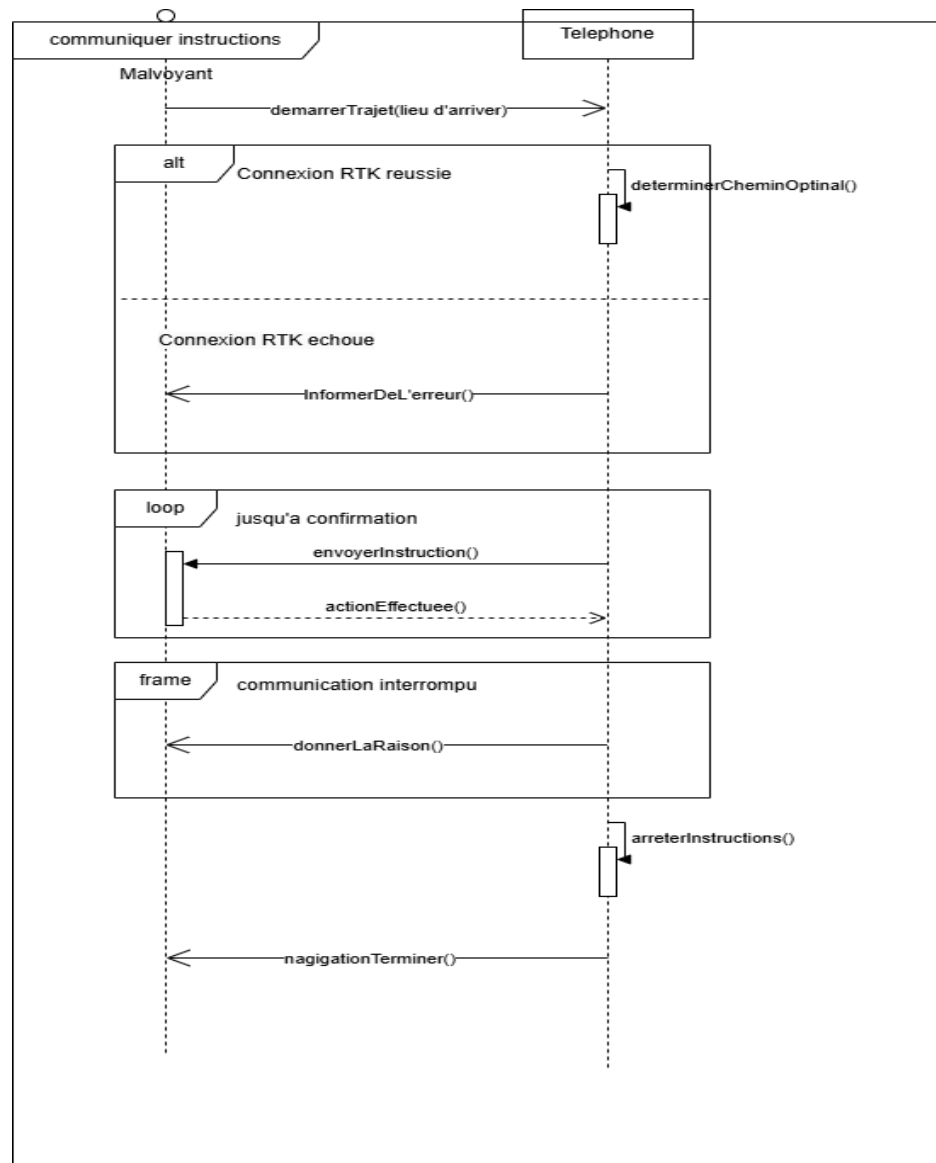 communiquer instructions
Telephone
Malvoyant
demarrerTrajet(lieu d'arriver)
alt
Connexion RTK reussie
determinerCheminOptinal()
Connexion RTK echoue
InformerDeL'erreur()
loop
jusqu'a confirmation
envoyerInstruction()
actionEffectuee()
frame
communication interrompu
donnerLaRaison()
arreterInstructions()
nagigationTerminer()